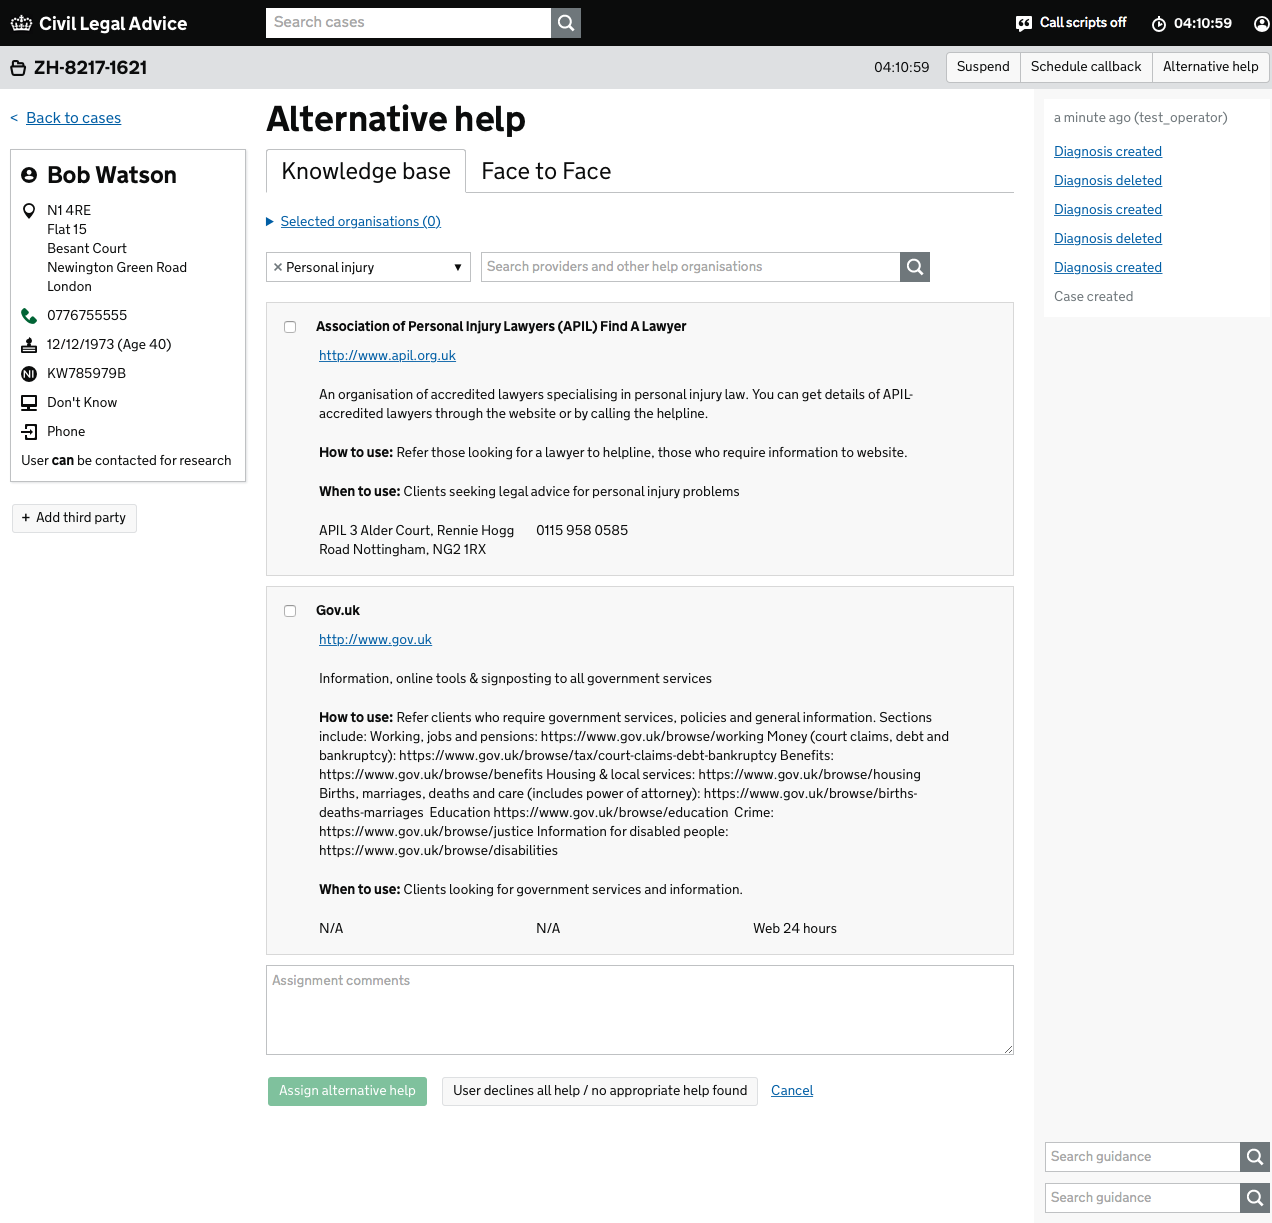 Civil Legal Advice
Search cases
Call scripts off
04:10:59
ZH-8217-1621
04:10:59
Suspend
Schedule callback
Alternative help
< Back to cases
Bob Watson
N1 4RE
Flat 15
Besant Court
Newington Green Road
London
0776755555
12/12/1973 (Age 40)
NI KW785979B
Don't Know
Phone
User can be contacted for research
+ Add third party
Alternative help
Knowledge base
Face to Face
Selected organisations (0)
× Personal injury
Search providers and other help organisations
Association of Personal Injury Lawyers (APIL) Find A Lawyer
http://www.apil.org.uk
An organisation of accredited lawyers specialising in personal injury law. You can get details of APIL-
accredited lawyers through the website or by calling the helpline.
How to use: Refer those looking for a lawyer to helpline, those who require information to website.
When to use: Clients seeking legal advice for personal injury problems
APIL 3 Alder Court, Rennie Hogg
Road Nottingham, NG2 1RX
0115 958 0585
Gov.uk
http://www.gov.uk
Information, online tools & signposting to all government services
How to use: Refer clients who require government services, policies and general information. Sections
include: Working, jobs and pensions: https://www.gov.uk/browse/working Money (court claims, debt and
bankruptcy): https://www.gov.uk/browse/tax/court-claims-debt-bankruptcy Benefits:
https://www.gov.uk/browse/benefits Housing & local services: https://www.gov.uk/browse/housing
Births, marriages, deaths and care (includes power of attorney): https://www.gov.uk/browse/births-
deaths-marriages Education https://www.gov.uk/browse/education Crime:
https://www.gov.uk/browse/justice Information for disabled people:
https://www.gov.uk/browse/disabilities
When to use: Clients looking for government services and information.
N/A
N/A
Web 24 hours
Assignment comments
Assign alternative help
User declines all help / no appropriate help found
Cancel
a minute ago (test_operator)
Diagnosis created
Diagnosis deleted
Diagnosis created
Diagnosis deleted
Diagnosis created
Case created
Search guidance
Search guidance